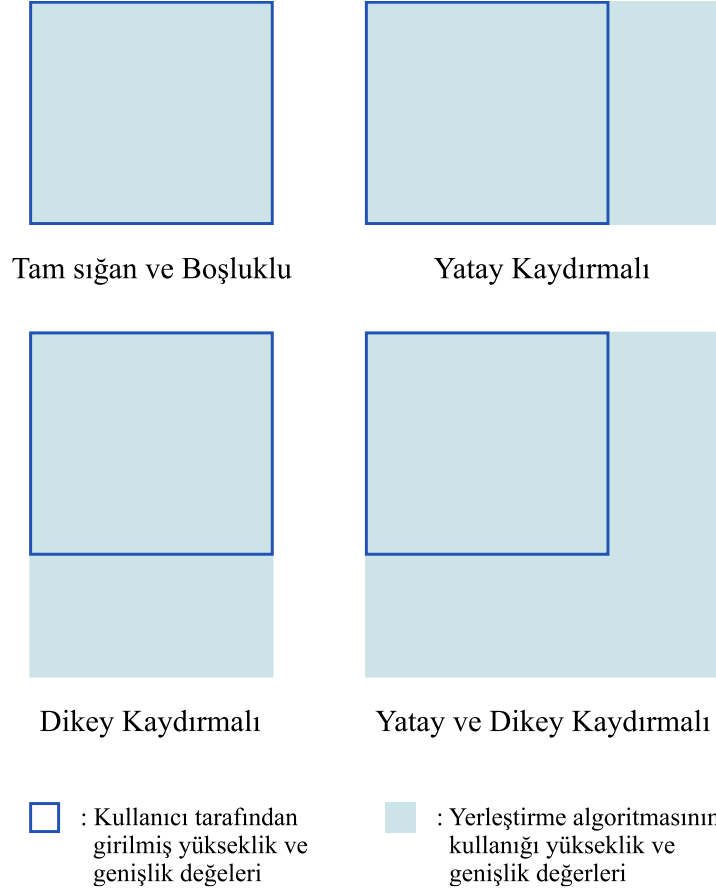 Tam sığan ve Boşluklu
Yatay Kaydırmalı
Dikey Kaydırmalı
Yatay ve Dikey Kaydırmalı
: Kullanıcı tarafından
girilmiş yükseklik ve
genişlik değeleri
: Yerleştirme algoritmasının
kullanığı yükseklik ve
genişlik değerleri